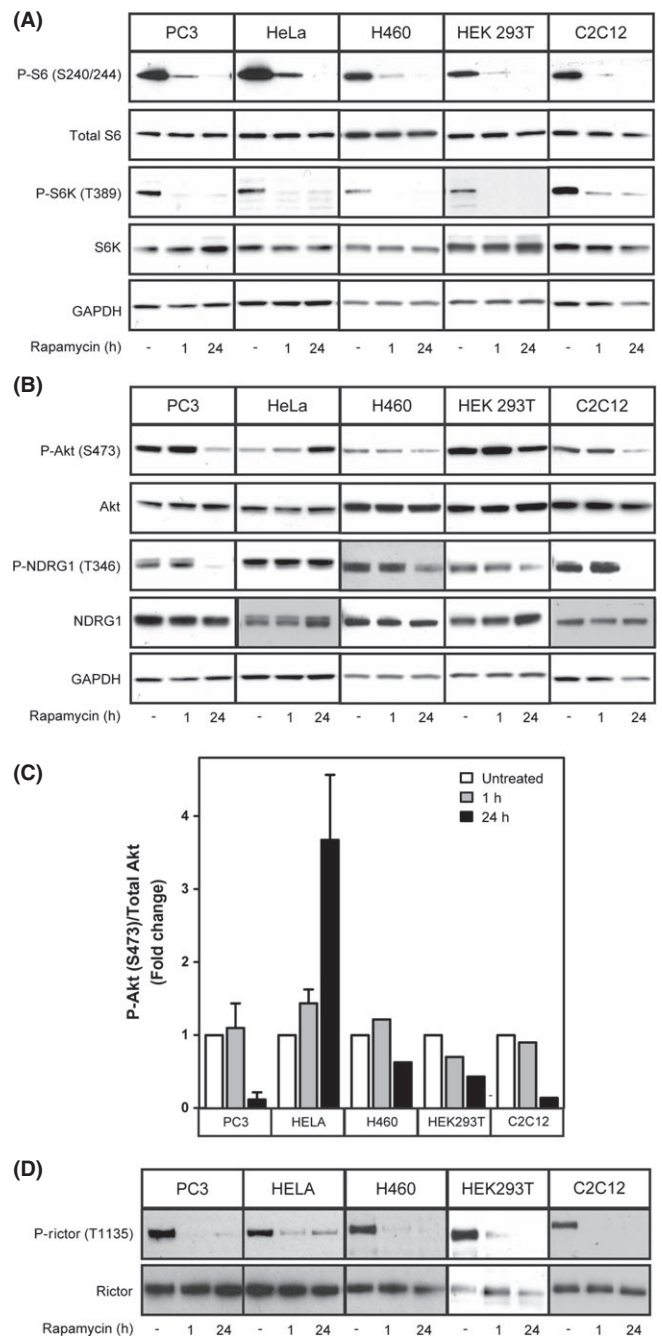 (A)
PC3 HeLa H460 HEK 293T C2C12
P-S6 (S240/244)
Total S6
P-S6K (T389)
S6K
GAPDH
Rapamycin (h) - 1 24 - 1 24 - 1 24 - 1 24 - 1 24
(B)
PC3 HeLa H460 HEK 293T C2C12
P-Akt (S473)
Akt
P-NDRG1 (T346)
NDRG1
GAPDH
Rapamycin (h) - 1 24 - 1 24 - 1 24 - 1 24 - 1 24
(C)
P-Akt (S473)/Total Akt
(Fold change)
4
3
2
1
0
Untreated
1 h
24 h
PC3 HELA H460 HEK293T C2C12
(D)
PC3 HELA H460 HEK293T C2C12
P-rictor (T1135)
Rictor
Rapamycin (h) - 1 24 - 1 24 - 1 24 - 1 24 - 1 24